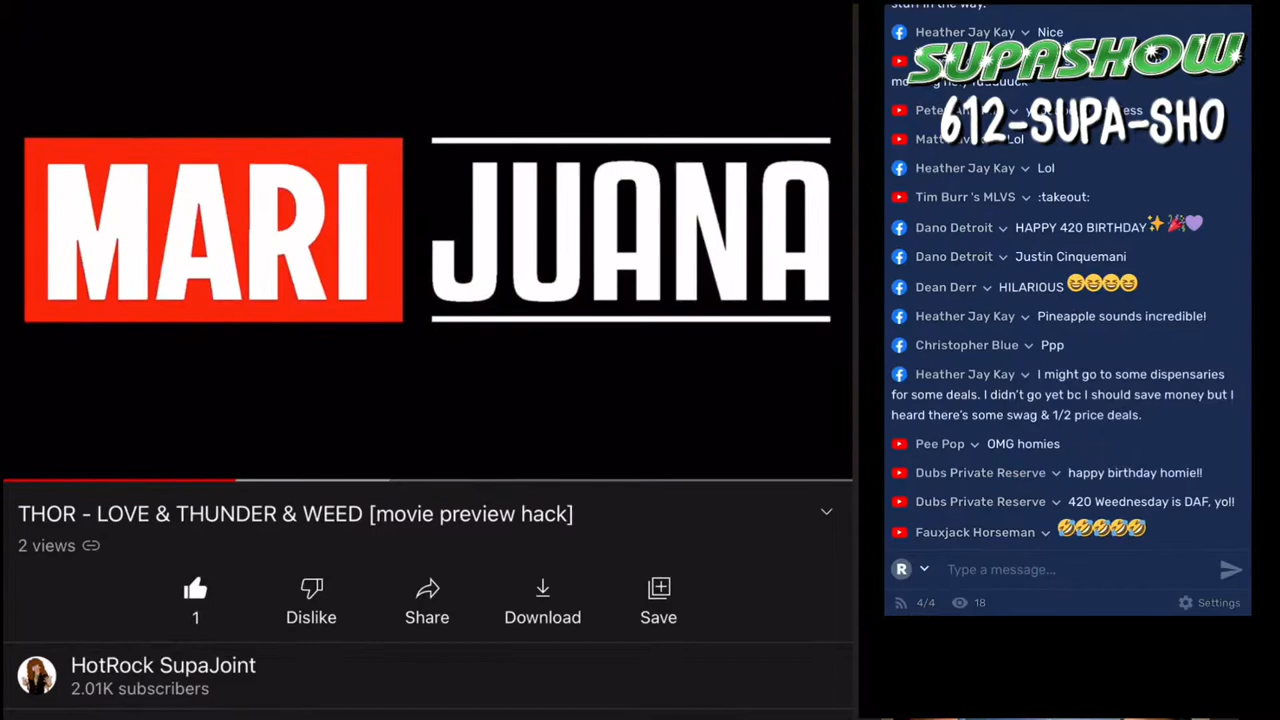 MARI JUANA
THOR - LOVE & THUNDER & WEED [movie preview hack]
2 views
1
Dislike
Share
Download
Save
HotRock SupaJoint
2.01K subscribers
stuff in the way.
Heather Jay Kay Nice
SUPASHOW
612-SUPA-SHO
Lol
Heather Jay Kay Lol
Tim Burr 's MLVS :takeout:
Dano Detroit HAPPY 420 BIRTHDAY✨🎉💜
Dano Detroit Justin Cinquemani
Dean Derr HILARIOUS 😆😆😆😆
Heather Jay Kay Pineapple sounds incredible!
Christopher Blue Ppp
Heather Jay Kay I might go to some dispensaries
for some deals. I didn't go yet bc I should save money but I
heard there's some swag & 1/2 price deals.
Pee Pop OMG homies
Dubs Private Reserve happy birthday homie!!
Dubs Private Reserve 420 Weednesday is DAF, yo!!
Fauxjack Horseman 🤣🤣🤣🤣🤣
R Type a message...
4/4 18 Settings